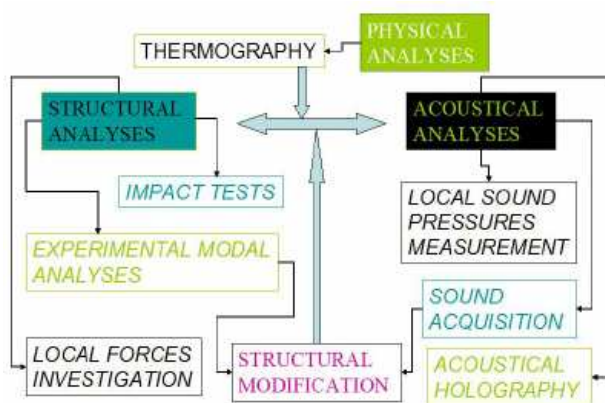 PHYSICAL
ANALYSES
THERMOGRAPHY
STRUCTURAL
ANALYSES
ACOUSTICAL
ANALYSES
IMPACT TESTS
LOCAL SOUND
PRESSURES
MEASUREMENT
EXPERIMENTAL MODAL
ANALYSES
SOUND
ACQUISITION
LOCAL FORCES
INVESTIGATION
STRUCTURAL
MODIFICATION
ACOUSTICAL
HOLOGRAPHY